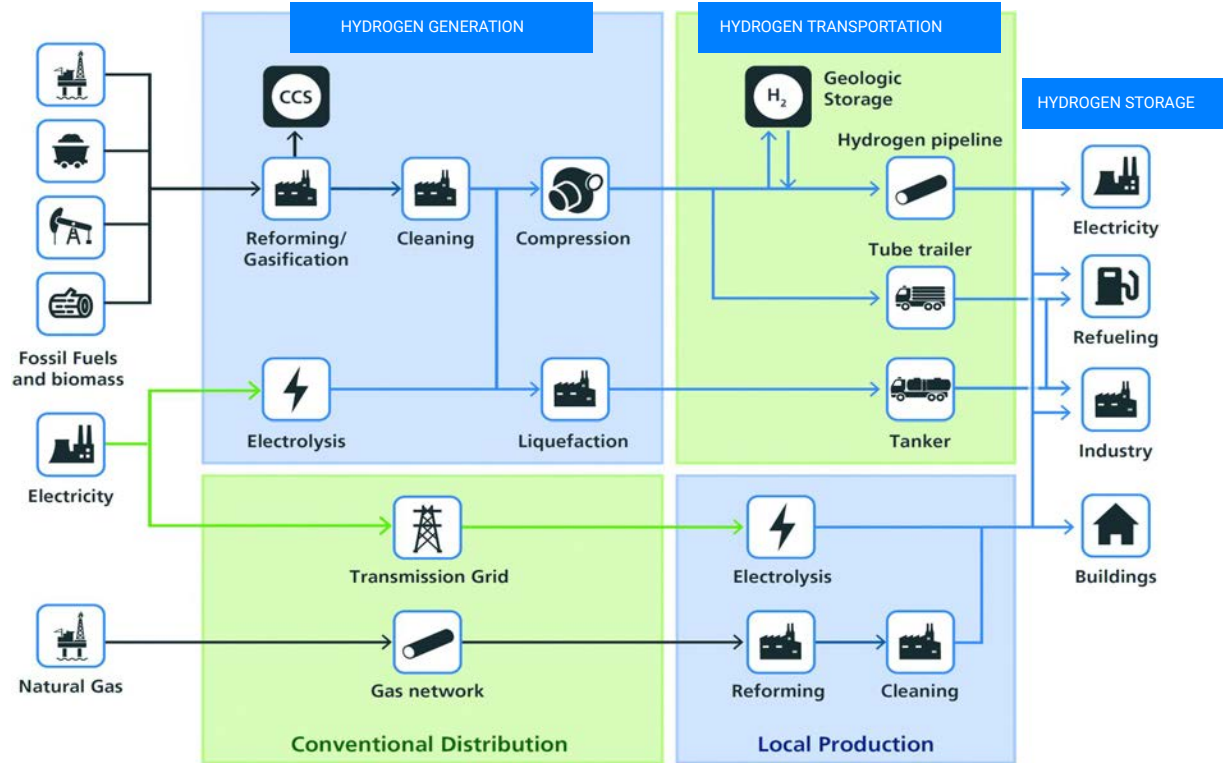 HYDROGEN GENERATION
HYDROGEN TRANSPORTATION
HYDROGEN STORAGE
CCS
H₂
Geologic
Storage
Hydrogen pipeline
Reforming/
Gasification
Cleaning
Compression
Electricity
Tube trailer
Refueling
Fossil Fuels
and biomass
Electrolysis
Liquefaction
Tanker
Industry
Electricity
Transmission Grid
Electrolysis
Buildings
Natural Gas
Gas network
Reforming
Cleaning
Conventional Distribution
Local Production